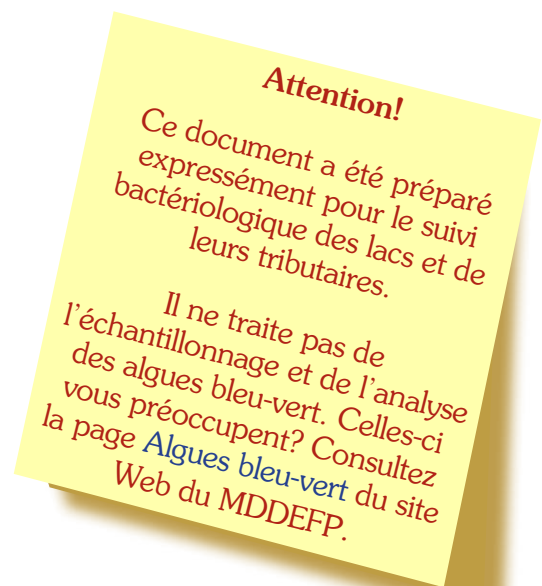 Attention!
Ce document a été préparé
expressément pour le suivi
bactériologique des lacs et de
leurs tributaires.
Il ne traite pas de
l'échantillonnage et de l'analyse
des algues bleu-vert. Celles-ci
vous préoccupent? Consultez
la page Algues bleu-vert du site
Web du MDDEFP.